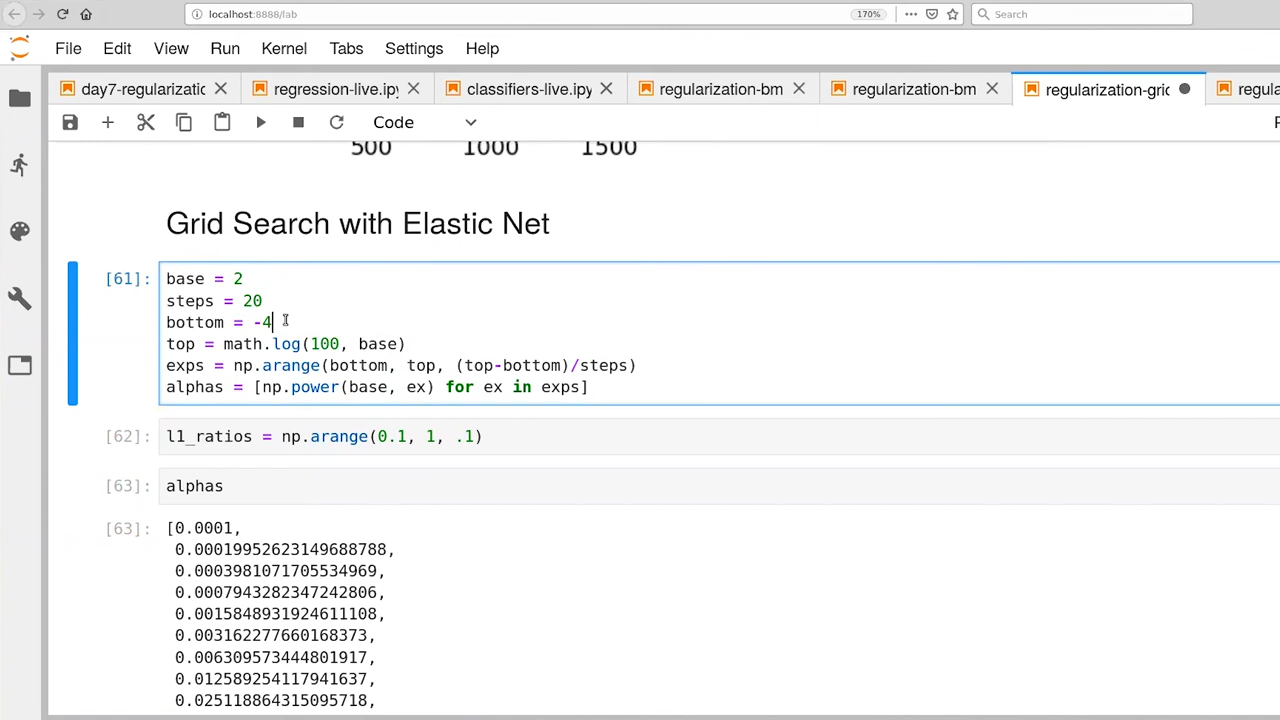 localhost:8888/lab
170%
Search
File Edit View Run Kernel Tabs Settings Help
day7-regularizatic
regression-live.ipy
classifiers-live.ipy
regularization-bm
regularization-bm
regularization-gric
regula
Code
500 1000 1500
Grid Search with Elastic Net
[61]: base = 2
steps = 20
bottom = -4
top = math.log(100, base)
exps = np.arange(bottom, top, (top-bottom)/steps)
alphas = [np.power(base, ex) for ex in exps]
[62]: l1_ratios = np.arange(0.1, 1, .1)
[63]: alphas
[63]: [0.0001,
0.00019952623149688788,
0.0003981071705534969,
0.0007943282347242806,
0.001584893192461​1108,
0.003162277660168373,
0.006309573444801917,
0.012589254117941637,
0.025118864315095718,